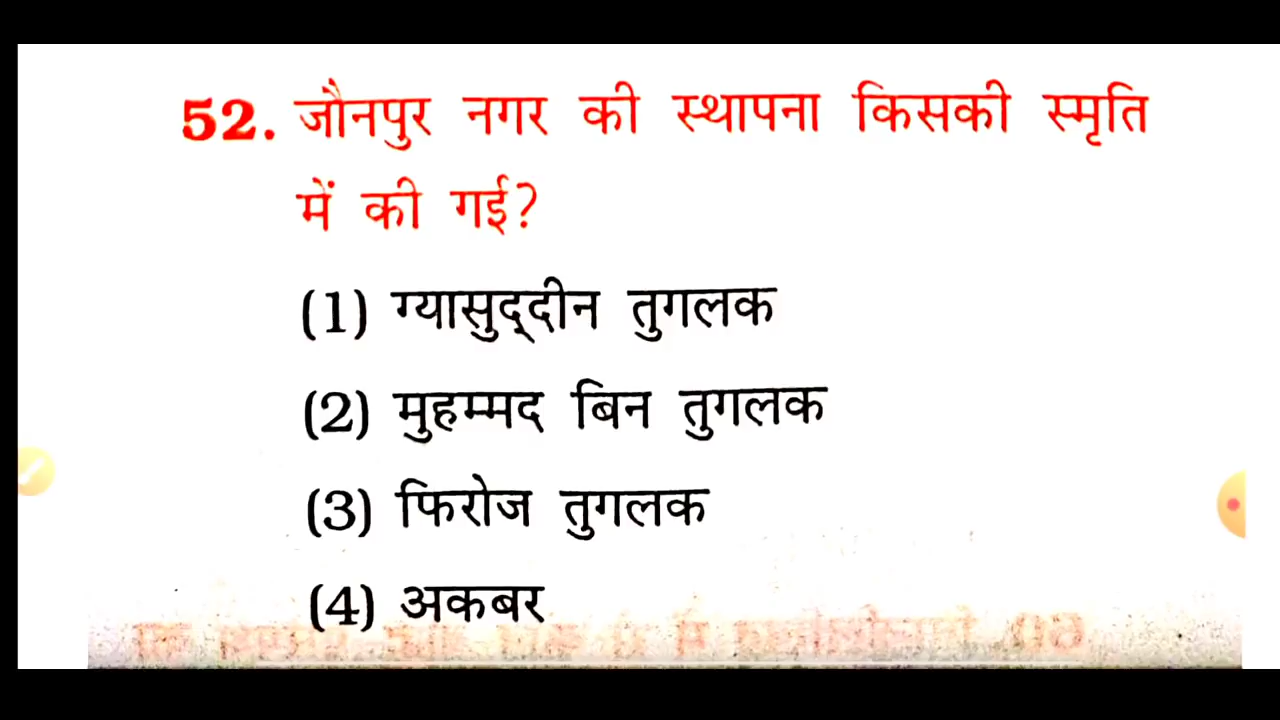 52. जौनपुर नगर की स्थापना किसकी स्मृति
में की गई?
(1) ग्यासुद्दीन तुगलक
(2) मुहम्मद बिन तुगलक
(3) फिरोज तुगलक
(4) अकबर